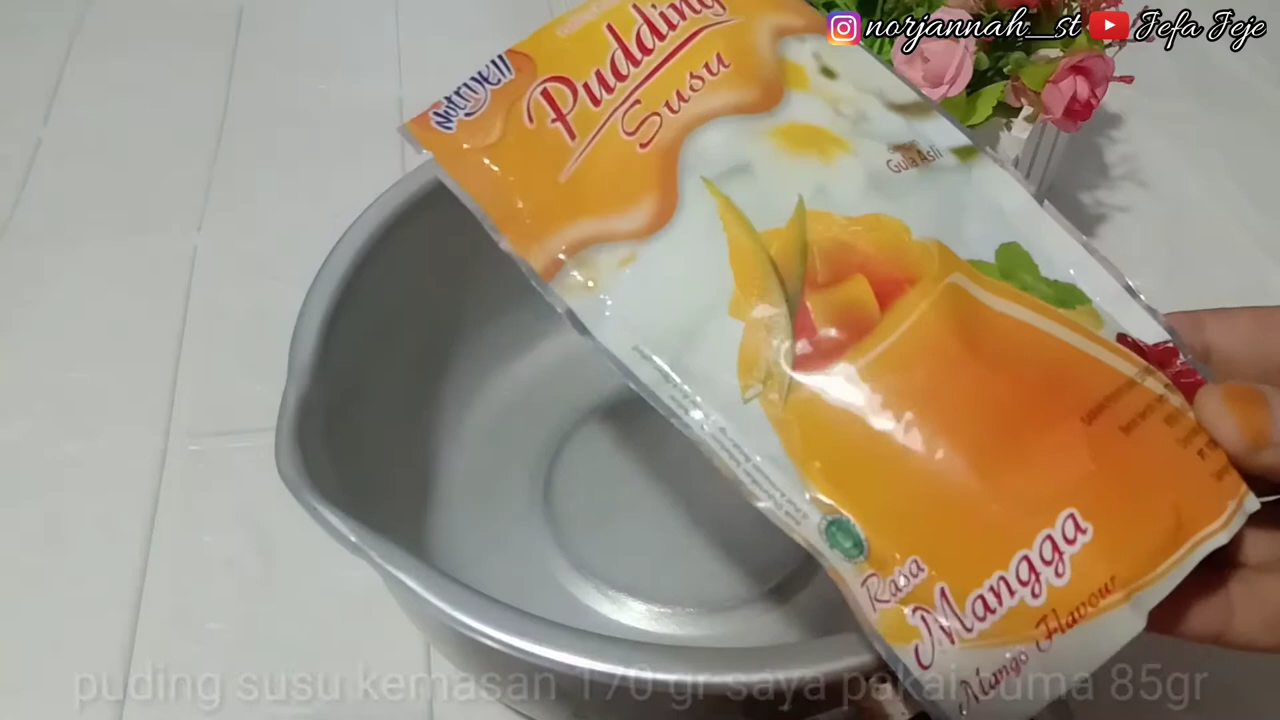 norjannah_st Jefa Jeje
Nutrijell
Pudding
Susu
Gula Asli
Rasa
Mangga
Mango Flavour
puding susu kemasan 170 gr saya pakai cuma 85gr